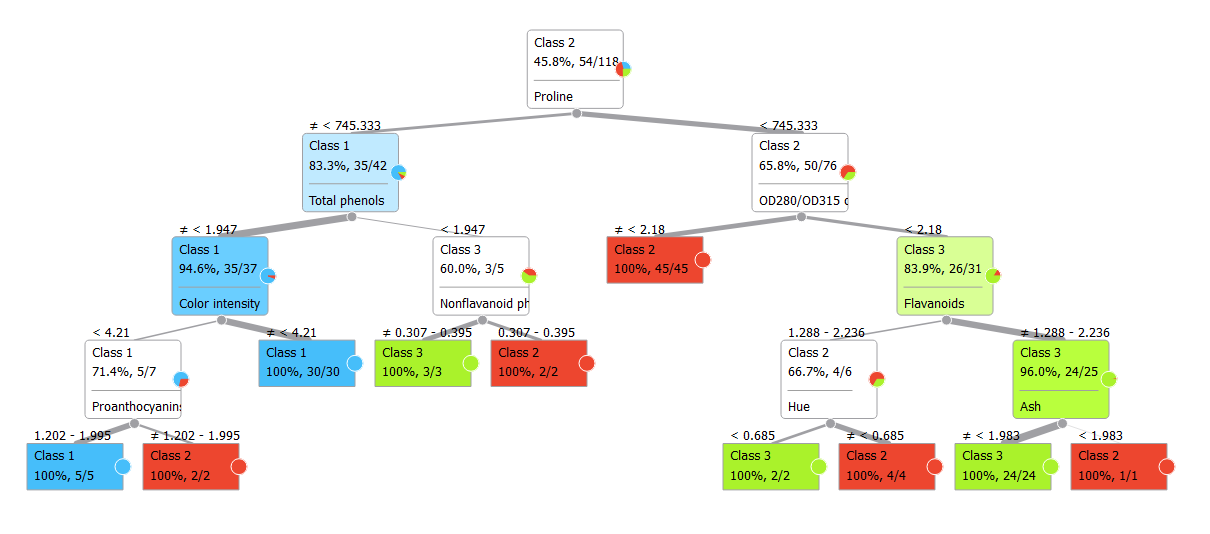 Class 2
45.8%, 54/118
Proline
≠ < 745.333
< 745.333
Class 1
83.3%, 35/42
Total phenols
Class 2
65.8%, 50/76
OD280/OD315 c
≠ < 1.947
< 1.947
≠ < 2.18
< 2.18
Class 1
94.6%, 35/37
Color intensity
Class 3
60.0%, 3/5
Nonflavanoid ph
Class 2
100%, 45/45
Class 3
83.9%, 26/31
Flavanoids
< 4.21
≠ < 4.21
≠ 0.307 - 0.395
0.307 - 0.395
1.288 - 2.236
≠ 1.288 - 2.236
Class 1
71.4%, 5/7
Proanthocyanins
Class 1
100%, 30/30
Class 3
100%, 3/3
Class 2
100%, 2/2
Class 2
66.7%, 4/6
Hue
Class 3
96.0%, 24/25
Ash
1.202 - 1.995
≠ 1.202 - 1.995
< 0.685
≠ < 0.685
≠ < 1.983
< 1.983
Class 1
100%, 5/5
Class 2
100%, 2/2
Class 3
100%, 2/2
Class 2
100%, 4/4
Class 3
100%, 24/24
Class 2
100%, 1/1